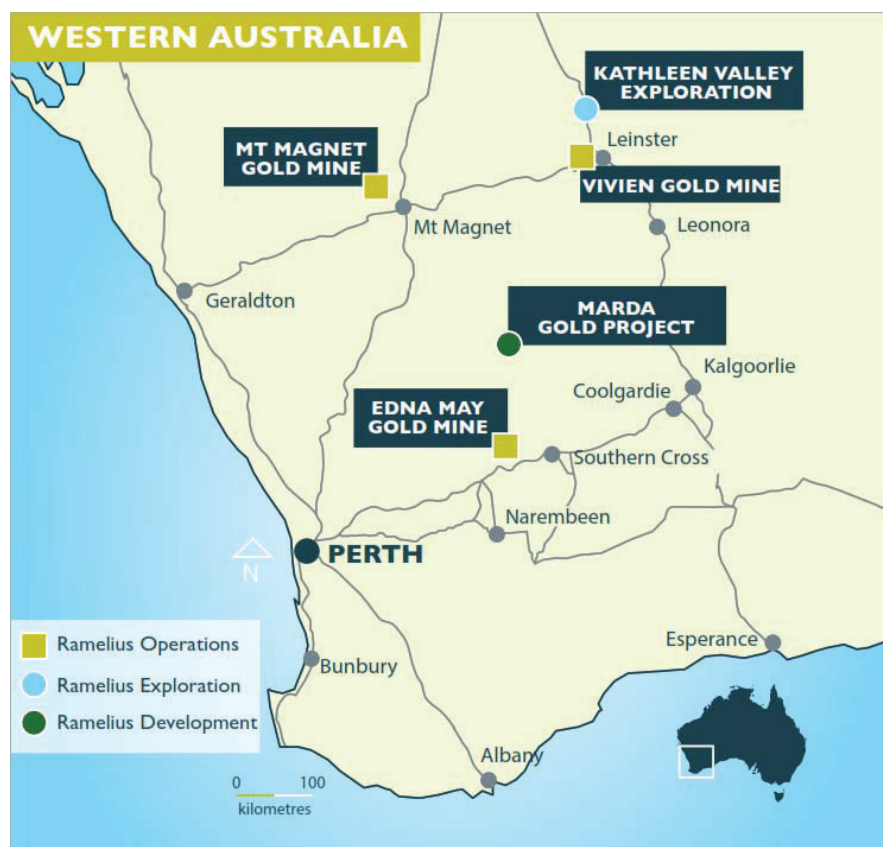 WESTERN AUSTRALIA
KATHLEEN VALLEY
EXPLORATION
MT MAGNET
GOLD MINE
Leinster
VIVIEN GOLD MINE
Mt Magnet
Leonora
Geraldton
MARDA
GOLD PROJECT
Kalgoorlie
Coolgardie
EDNA MAY
GOLD MINE
Southern Cross
Narembeen
PERTH
N
Ramelius Operations
Ramelius Exploration
Ramelius Development
Bunbury
Esperance
Albany
0 100
kilometres